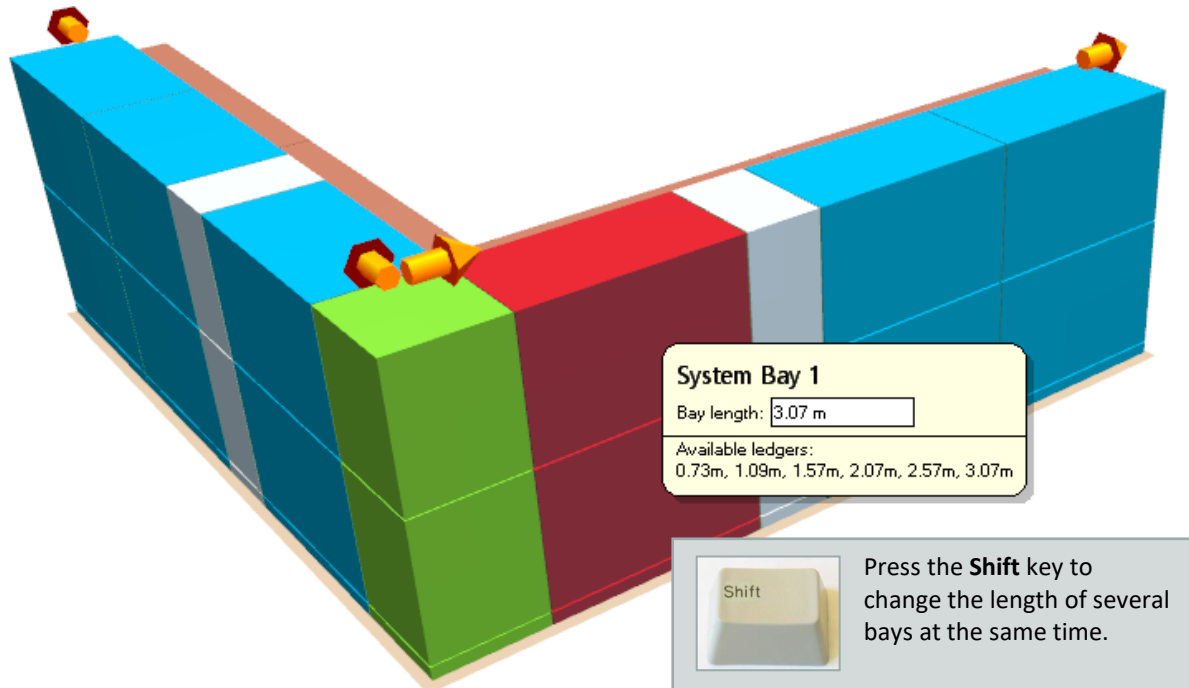 System Bay 1
Bay length: 3.07 m
Available ledgers:
0.73m, 1.09m, 1.57m, 2.07m, 2.57m, 3.07m
Shift
Press the Shift key to
change the length of several
bays at the same time.